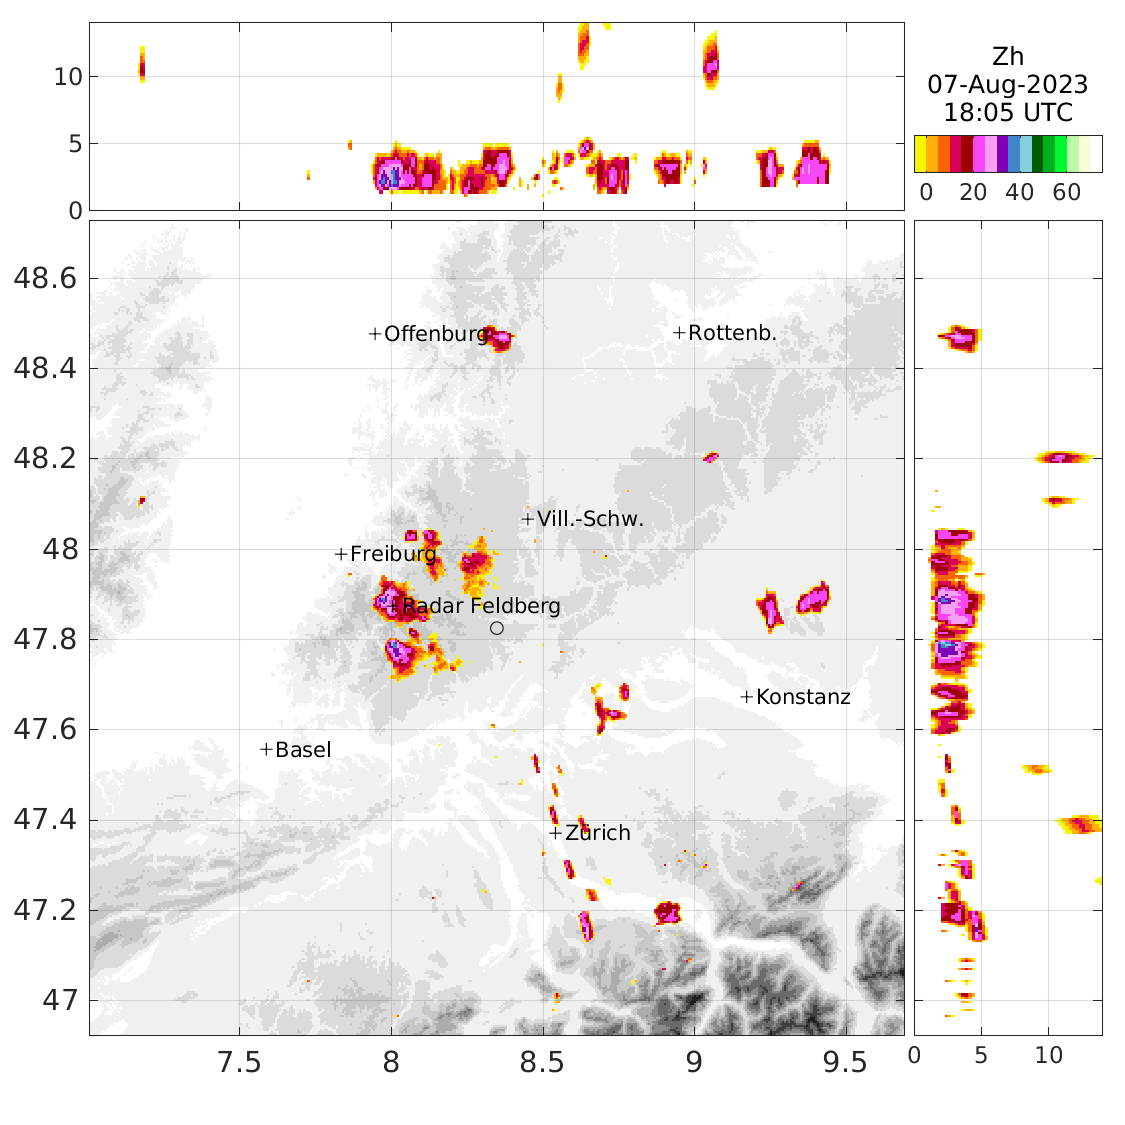 Zh
07-Aug-2023
18:05 UTC
0 20 40 60
10
5
0
48.6
48.4
48.2
48
47.8
47.6
47.4
47.2
47
+Offenburg
+Rottenb.
+Vill.-Schw.
+Freiburg
+Radar Feldberg
+Konstanz
+Basel
+Zürich
7.5 8 8.5 9 9.5
0 5 10